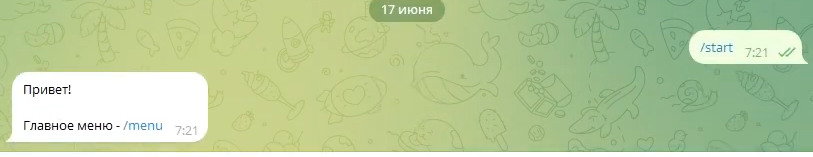 17 июня
/start 7:21
Привет!
Главное меню - /menu 7:21